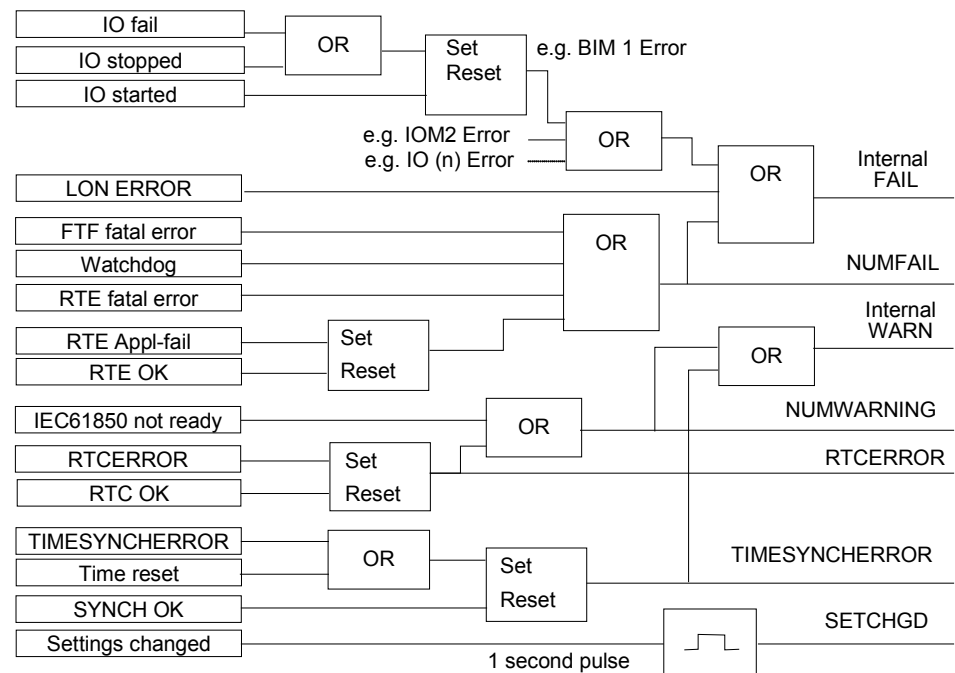 IO fail
IO stopped
IO started
OR
Set
Reset
e.g. BIM 1 Error
e.g. IOM2 Error
e.g. IO (n) Error
OR
LON ERROR
OR
Internal
FAIL
FTF fatal error
Watchdog
RTE fatal error
OR
NUMFAIL
RTE Appl-fail
RTE OK
Set
Reset
OR
Internal
WARN
IEC61850 not ready
OR
NUMWARNING
RTCERROR
RTC OK
Set
Reset
RTCERROR
TIMESYNCHERROR
Time reset
SYNCH OK
OR
Set
Reset
TIMESYNCHERROR
Settings changed
1 second pulse
SETCHGD